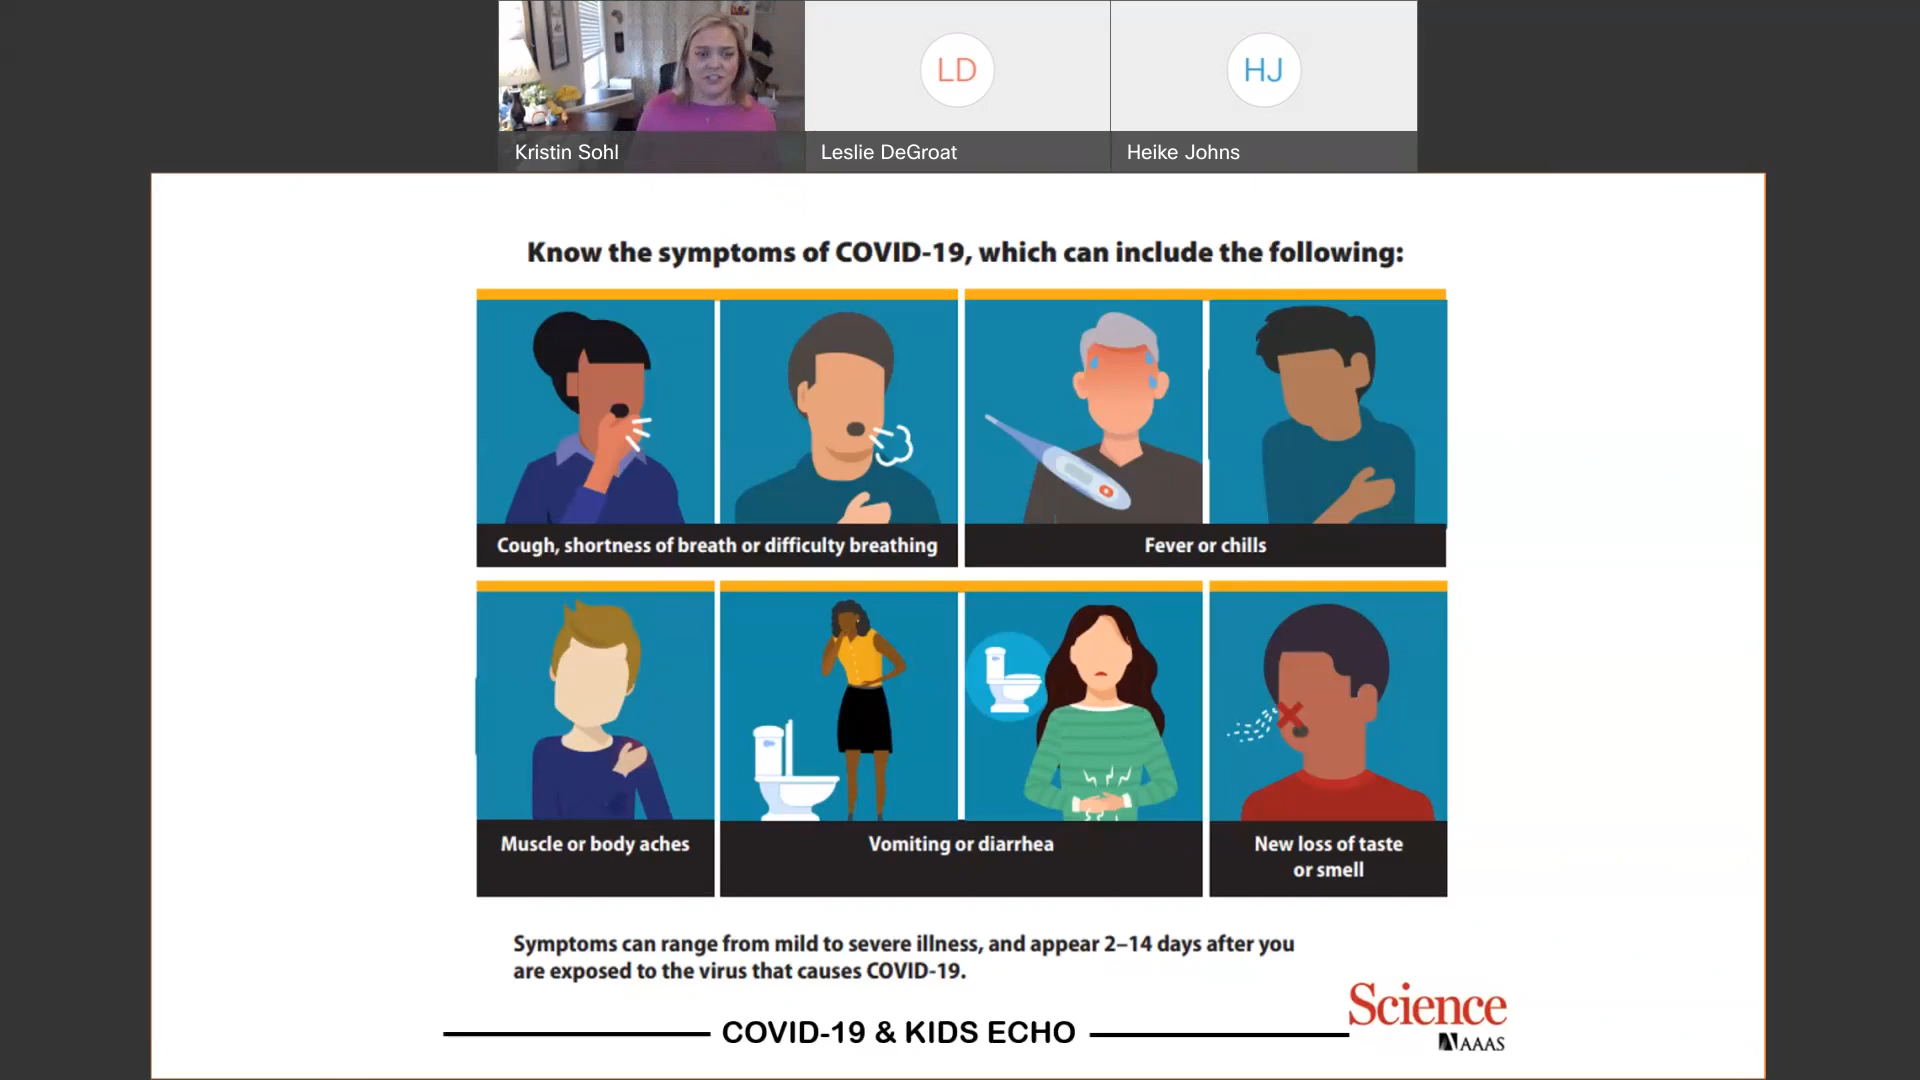 LD
HJ
Kristin Sohl
Leslie DeGroat
Heike Johns
Know the symptoms of COVID-19, which can include the following:
Cough, shortness of breath or difficulty breathing
Fever or chills
Muscle or body aches
Vomiting or diarrhea
New loss of taste
or smell
Symptoms can range from mild to severe illness, and appear 2–14 days after you
are exposed to the virus that causes COVID-19.
COVID-19 & KIDS ECHO
Science
AAAS